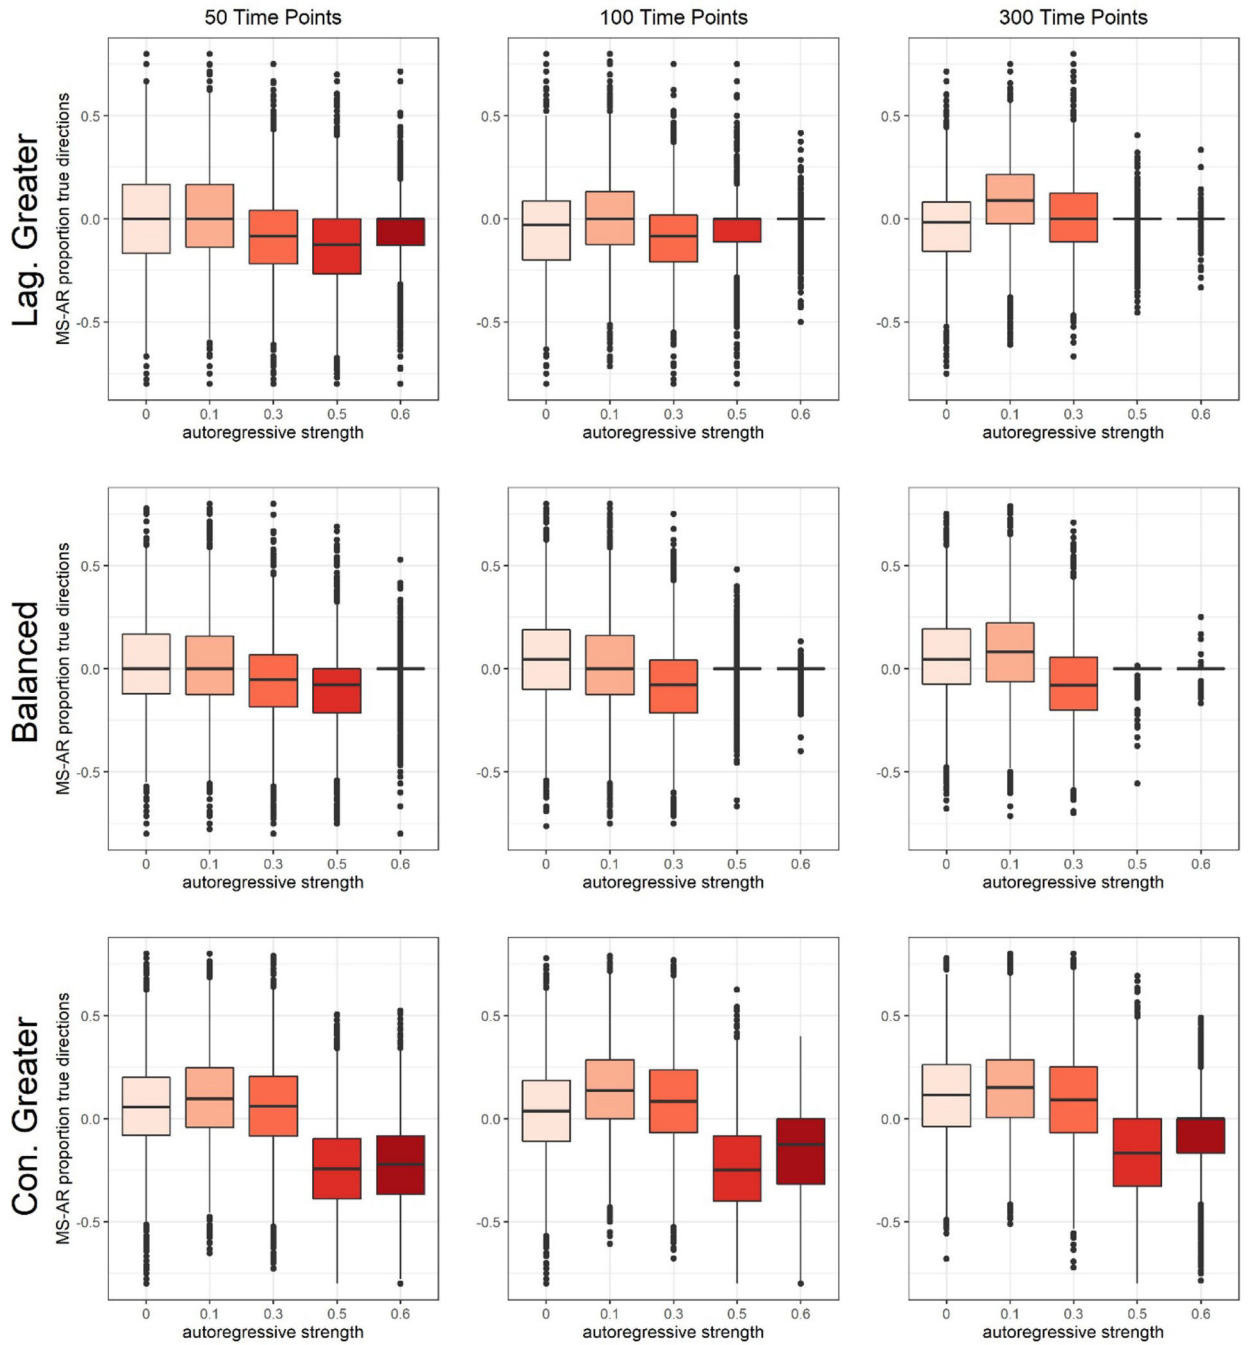 50 Time Points
100 Time Points
300 Time Points
Lag. Greater
MS-AR proportion true directions
0.5
0.0
-0.5
0 0.1 0.3 0.5 0.6
autoregressive strength
0.5
0.0
-0.5
0 0.1 0.3 0.5 0.6
autoregressive strength
0.5
0.0
-0.5
0 0.1 0.3 0.5 0.6
autoregressive strength
Balanced
MS-AR proportion true directions
0.5
0.0
-0.5
0 0.1 0.3 0.5 0.6
autoregressive strength
0.5
0.0
-0.5
0 0.1 0.3 0.5 0.6
autoregressive strength
0.5
0.0
-0.5
0 0.1 0.3 0.5 0.6
autoregressive strength
Con. Greater
MS-AR proportion true directions
0.5
0.0
-0.5
0 0.1 0.3 0.5 0.6
autoregressive strength
0.5
0.0
-0.5
0 0.1 0.3 0.5 0.6
autoregressive strength
0.5
0.0
-0.5
0 0.1 0.3 0.5 0.6
autoregressive strength